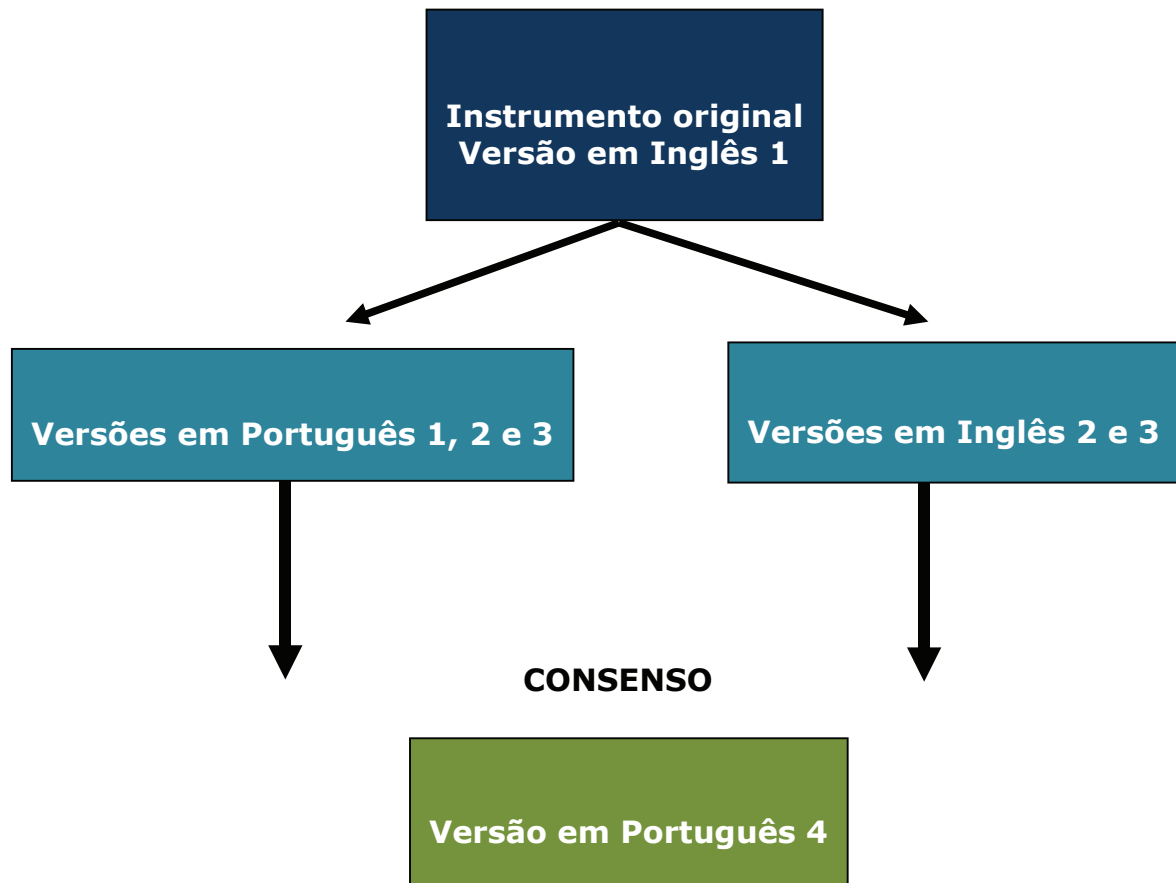 Instrumento original
Versão em Inglês 1
Versões em Português 1, 2 e 3
Versões em Inglês 2 e 3
CONSENSO
Versão em Português 4